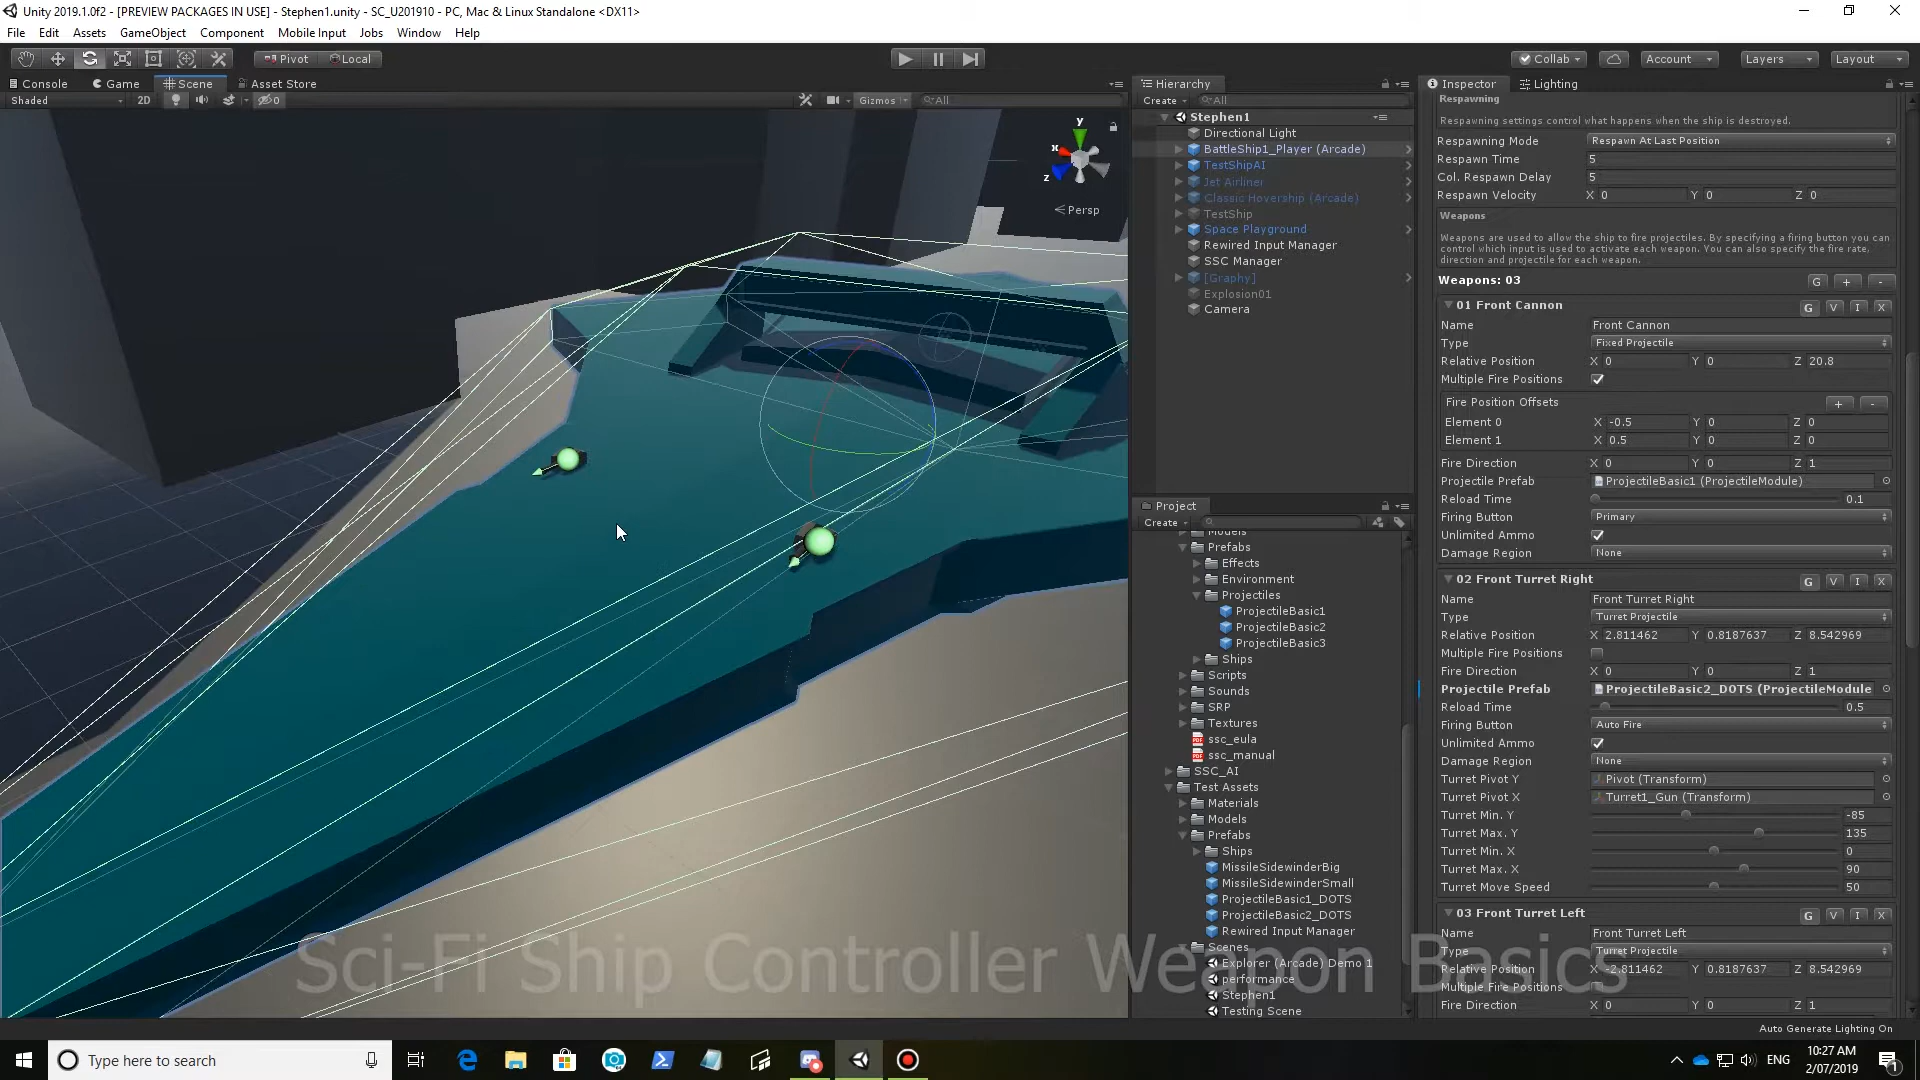 Unity 2019.1.0f2 - [PREVIEW PACKAGES IN USE] - Stephen1.unity - SC_U201910 - PC, Mac & Linux Standalone <DX11>
File Edit Assets GameObject Component Mobile Input Jobs Window Help
Pivot Local Collab Account Layers Layout
Console Game Scene Asset Store
Shaded 2D 0 Gizmos All
y
x
z
Persp
Hierarchy
Create All
Stephen1
Directional Light
BattleShip1_Player (Arcade)
TestShipAI
Jet Airliner
Classic Hovership (Arcade)
TestShip
Space Playground
Rewired Input Manager
SSC Manager
[Graphy]
Explosion01
Camera
Project
Create
Models
Prefabs
Effects
Environment
Projectiles
ProjectileBasic1
ProjectileBasic2
ProjectileBasic3
Ships
Scripts
Sounds
SRP
Textures
ssc_eula
ssc_manual
SSC_AI
Test Assets
Materials
Models
Prefabs
Ships
MissileSidewinderBig
MissileSidewinderSmall
ProjectileBasic1_DOTS
ProjectileBasic2_DOTS
Rewired Input Manager
Scenes
Explorer (Arcade) Demo 1
performance
Stephen1
Testing Scene
Inspector Lighting
Respawning
Respawning settings control what happens when the ship is destroyed.
Respawning Mode Respawn At Last Position
Respawn Time 5
Col. Respawn Delay 5
Respawn Velocity X 0 Y 0 Z 0
Weapons
Weapons are used to allow the ship to fire projectiles. By specifying a firing button you can
control which input is used to activate each weapon. You can also specify the fire rate,
direction and projectile for each weapon.
Weapons: 03 G + -
01 Front Cannon G V I X
Name Front Cannon
Type Fixed Projectile
Relative Position X 0 Y 0 Z 20.8
Multiple Fire Positions
Fire Position Offsets + -
Element 0 X -0.5 Y 0 Z 0
Element 1 X 0.5 Y 0 Z 0
Fire Direction X 0 Y 0 Z 1
Projectile Prefab ProjectileBasic1 (ProjectileModule)
Reload Time 0.1
Firing Button Primary
Unlimited Ammo
Damage Region None
02 Front Turret Right G V I X
Name Front Turret Right
Type Turret Projectile
Relative Position X 2.811462 Y 0.8187637 Z 8.542969
Multiple Fire Positions
Fire Direction X 0 Y 0 Z 1
Projectile Prefab ProjectileBasic2_DOTS (ProjectileModule
Reload Time 0.5
Firing Button Auto Fire
Unlimited Ammo
Damage Region None
Turret Pivot Y Pivot (Transform)
Turret Pivot X Turret1_Gun (Transform)
Turret Min. Y -85
Turret Max. Y 135
Turret Min. X 0
Turret Max. X 90
Turret Move Speed 50
03 Front Turret Left G V I X
Name Front Turret Left
Type Turret Projectile
Relative Position X -2.811462 Y 0.8187637 Z 8.542969
Multiple Fire Positions
Fire Direction X 0 Y 0 Z 1
Sci-Fi Ship Controller Weapon Basics
Auto Generate Lighting On
Type here to search
ENG
10:27 AM
2/07/2019
1